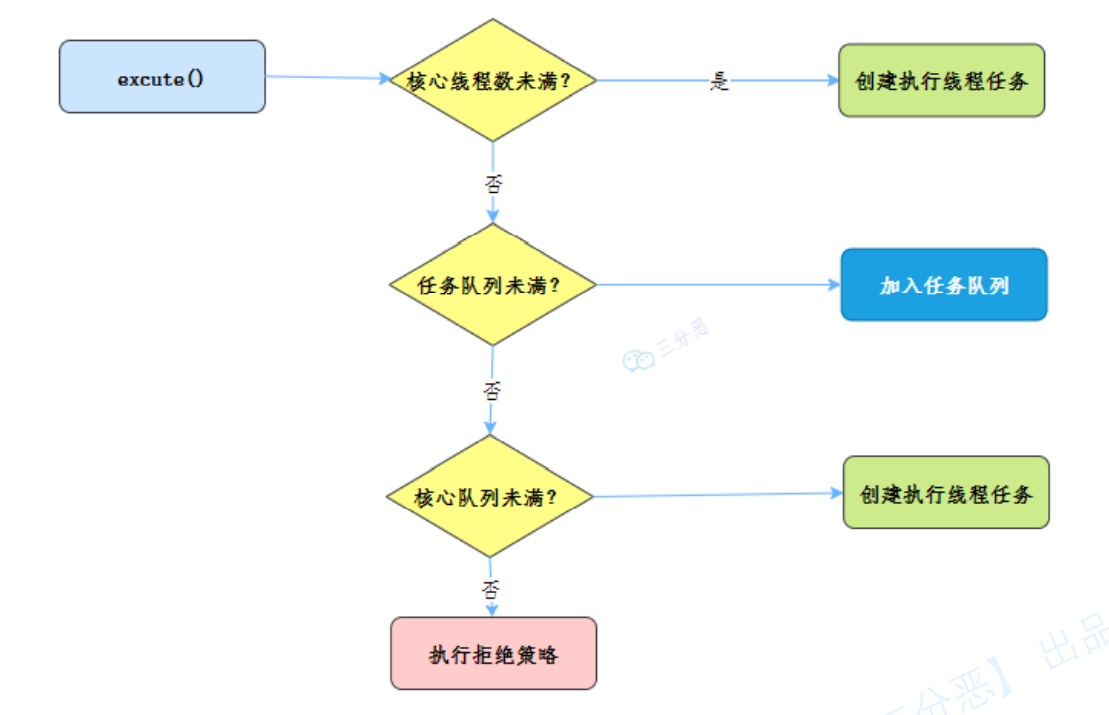 excute()
核心线程数未满?
是
创建执行线程任务
否
任务队列未满?
加入任务队列
三分恶
否
核心队列未满?
创建执行线程任务
否
执行拒绝策略
三分恶】 出品